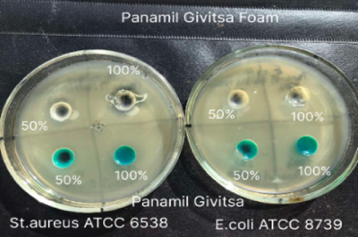 Panamil Givitsa Foam
100%
50%
50%
100%
50%
100%
50%
100%
Panamil Givitsa
St.aureus ATCC 6538
E.coli ATCC 8739